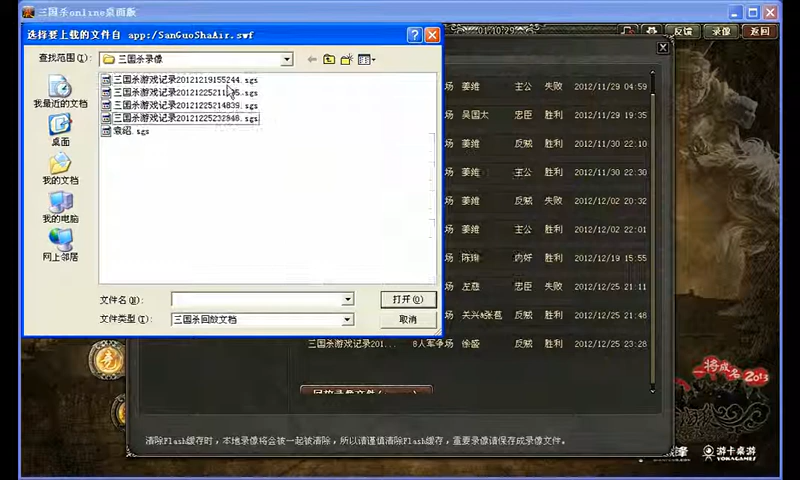 三国杀online桌面版
反馈
录像
返回
选择要上载的文件自 app:/SanGuoShaAir.swf
查找范围(I):
三国杀录像
三国杀游戏记录20121219155244.sgs
三国杀游戏记录20121225214839.sgs
三国杀游戏记录20121225232848.sgs
袁绍.sgs
我最近的文档
桌面
我的文档
我的电脑
网上邻居
文件名(N):
打开(O)
文件类型(T):
三国杀回放文档
取消
场 姜维 主公 失败 2012/11/29 04:59
场 吴国太 忠臣 胜利 2012/11/29 19:35
场 姜维 反贼 胜利 2012/11/30 22:10
场 姜维 主公 胜利 2012/11/30 22:30
场 姜维 反贼 失败 2012/12/02 20:32
场 姜维 主公 胜利 2012/12/02 22:01
场 陈琳 内奸 胜利 2012/12/19 15:55
场 左慈 忠臣 失败 2012/12/25 21:11
场 关兴&张苞 反贼 胜利 2012/12/25 21:48
三国杀游戏记录201... 8人军争场 徐盛 反贼 胜利 2012/12/25 23:28
一将成名2013
清除Flash缓存时，本地录像将会被一起被清除，所以请谨慎清除Flash缓存，重要录像请保存成录像文件。
游卡桌游
YOKAGAMES